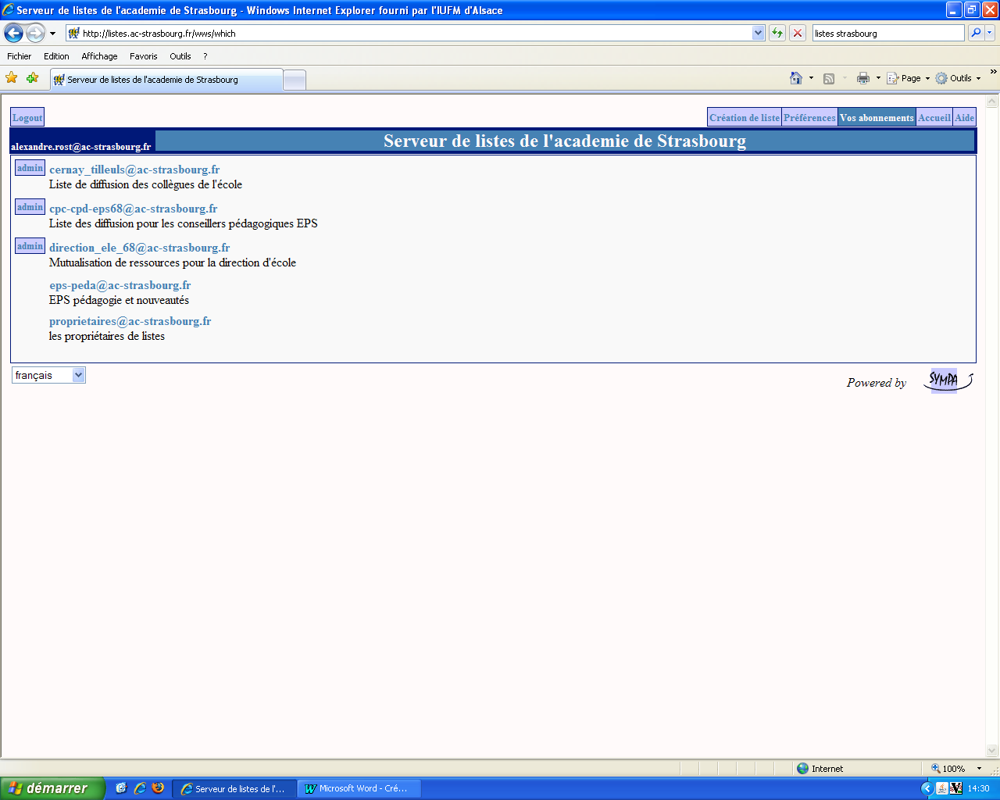 Serveur de listes de l'academie de Strasbourg - Windows Internet Explorer fourni par l'IUFM d'Alsace
http://listes.ac-strasbourg.fr/wws/which
listes strasbourg
Fichier Edition Affichage Favoris Outils ?
Serveur de listes de l'academie de Strasbourg
Page Outils
Logout
Création de liste Préférences Vos abonnements Accueil Aide
alexandre.rost@ac-strasbourg.fr
Serveur de listes de l'academie de Strasbourg
admin cernay_tilleuls@ac-strasbourg.fr
Liste de diffusion des collègues de l'école
admin cpc-cpd-eps68@ac-strasbourg.fr
Liste des diffusion pour les conseillers pédagogiques EPS
admin direction_ele_68@ac-strasbourg.fr
Mutualisation de ressources pour la direction d'école
eps-peda@ac-strasbourg.fr
EPS pédagogie et nouveautés
proprietaires@ac-strasbourg.fr
les propriétaires de listes
français
Powered by SYMPA
Internet 100%
démarrer Serveur de listes de l'... Microsoft Word - Cré... 14:30